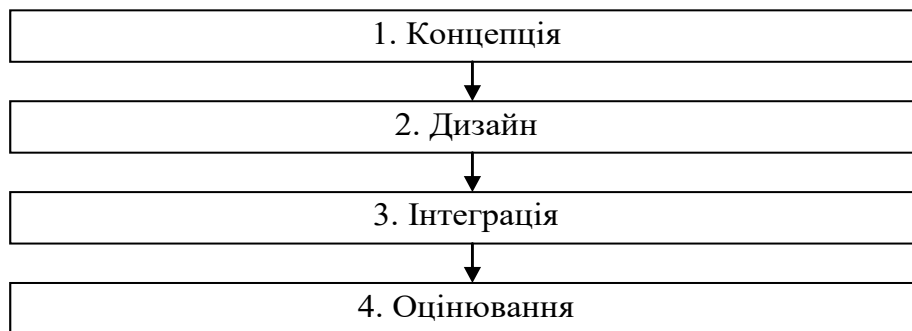 1. Концепція
2. Дизайн
3. Інтеграція
4. Оцінювання